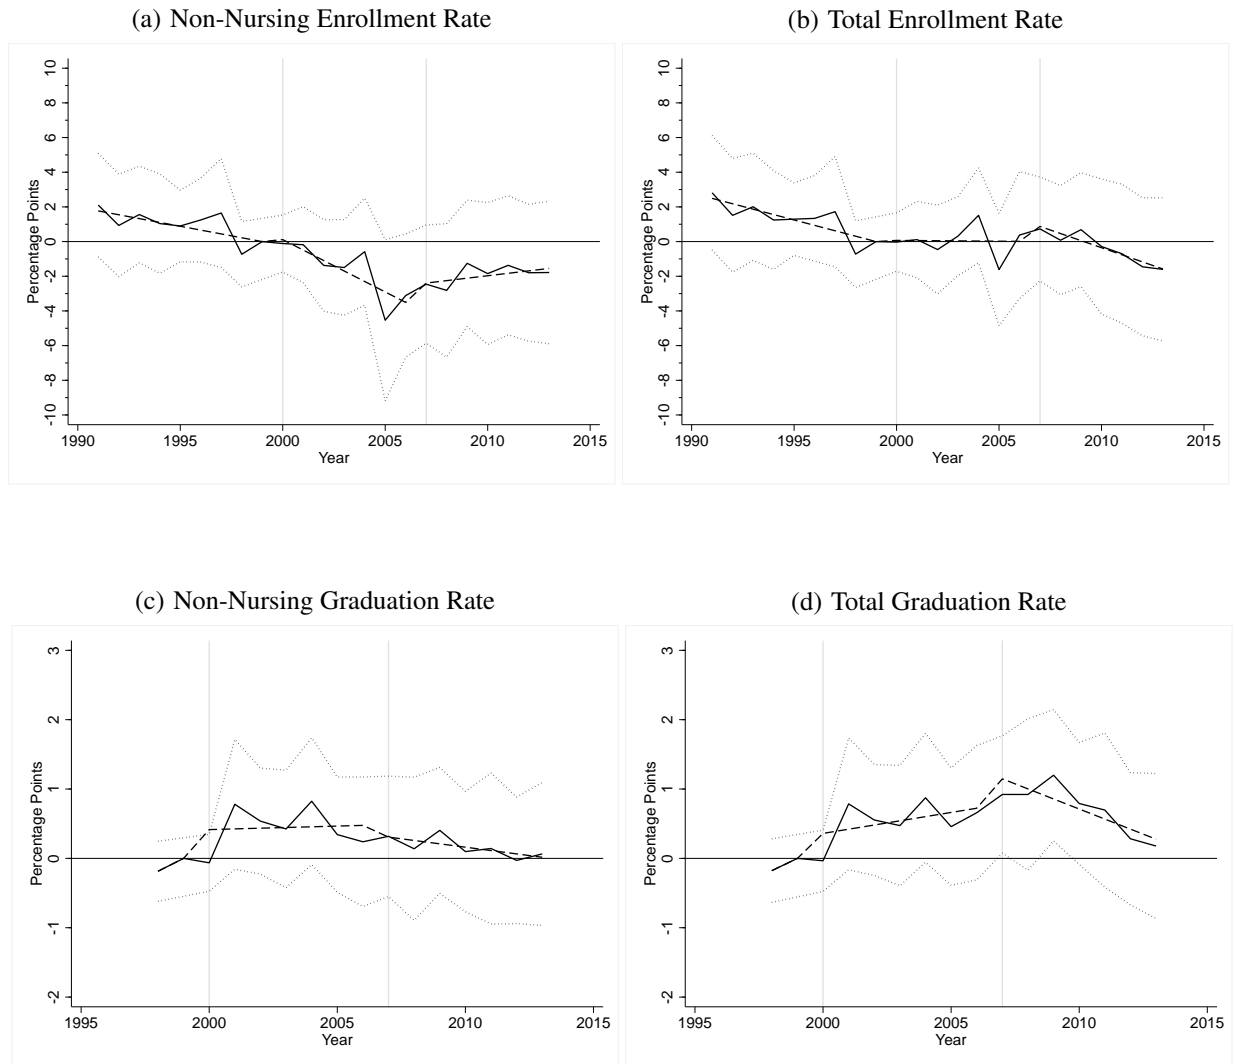 (a) Non-Nursing Enrollment Rate
Percentage Points
10
8
6
4
2
0
-2
-4
-6
-8
-10
1990 1995 2000 2005 2010 2015
Year
(b) Total Enrollment Rate
Percentage Points
10
8
6
4
2
0
-2
-4
-6
-8
-10
1990 1995 2000 2005 2010 2015
Year
(c) Non-Nursing Graduation Rate
Percentage Points
3
2
1
0
-1
-2
1995 2000 2005 2010 2015
Year
(d) Total Graduation Rate
Percentage Points
3
2
1
0
-1
-2
1995 2000 2005 2010 2015
Year